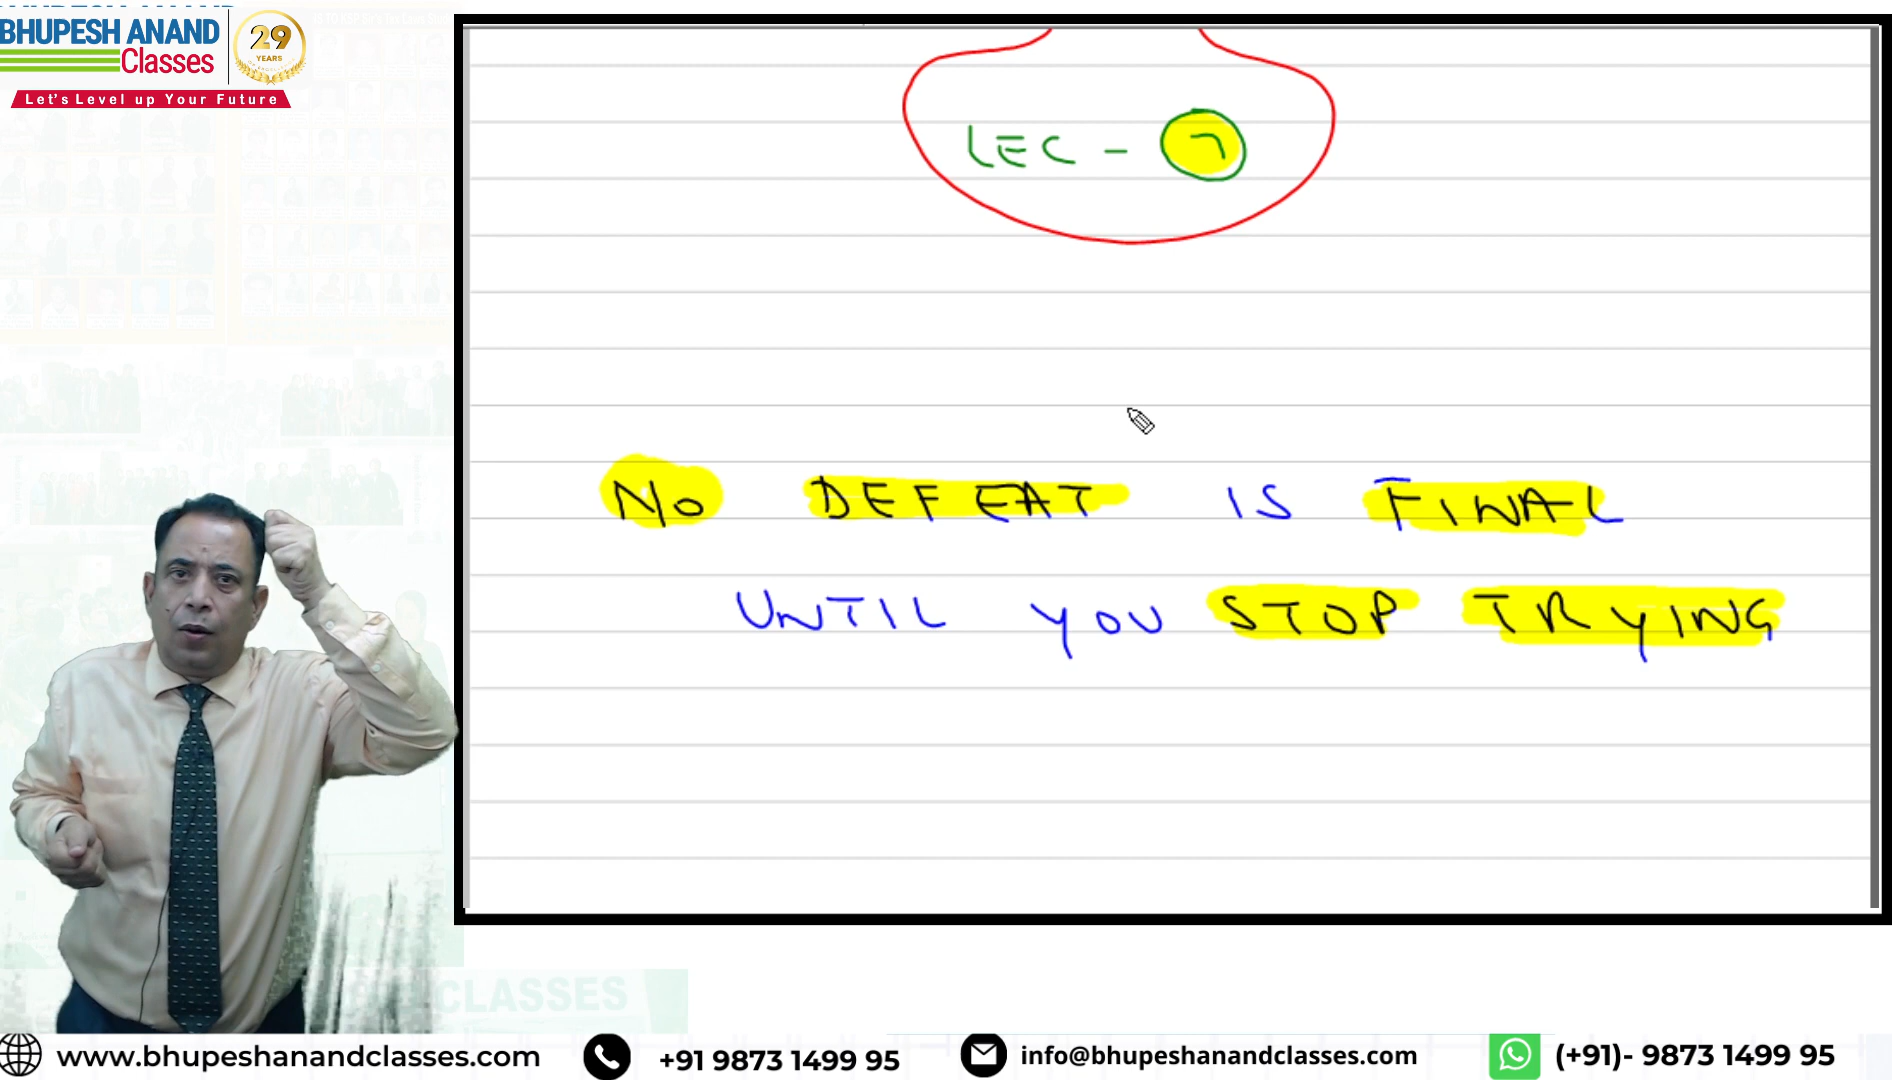 BHUPESH ANAND
Classes
29
YEARS
Let's Level up Your Future
LEC - 7
No DEFEAT IS FINAL
UNTIL YOU STOP TRYING
CLASSES
www.bhupeshanandclasses.com
+91 9873 1499 95
info@bhupeshanandclasses.com
(+91)- 9873 1499 95